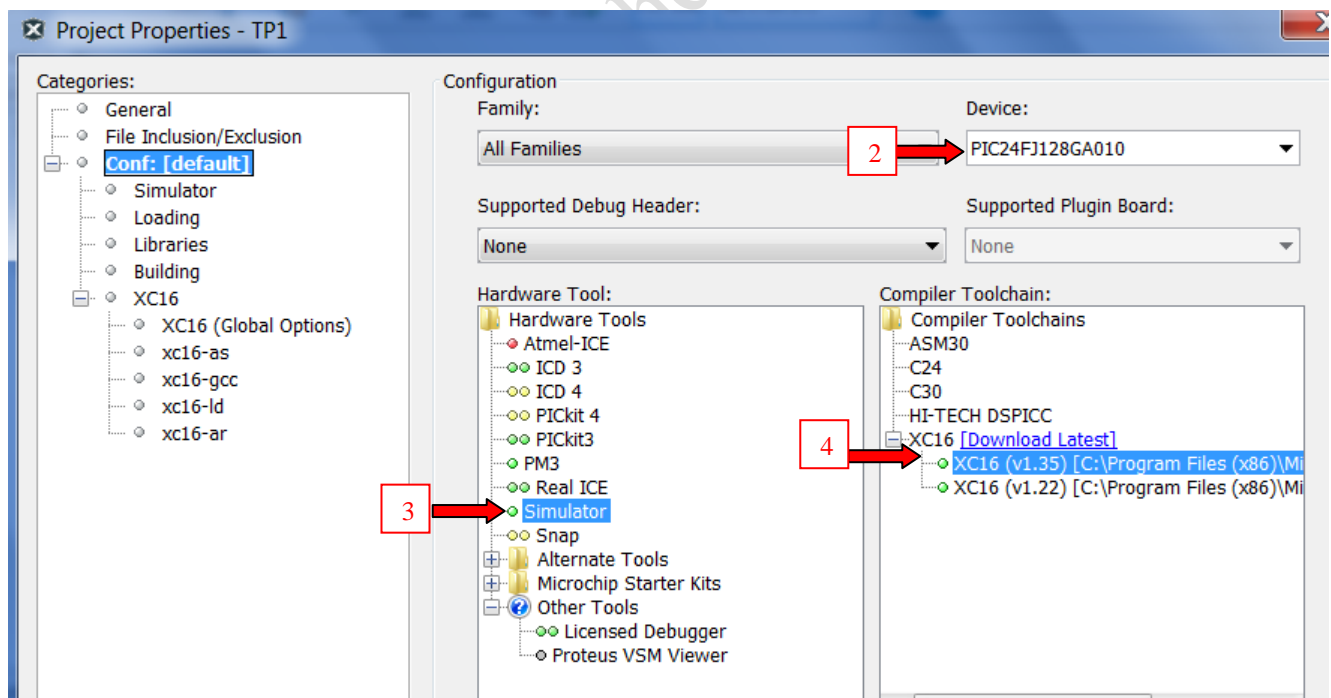 Project Properties - TP1
Categories:
General
File Inclusion/Exclusion
Conf: [default]
Simulator
Loading
Libraries
Building
XC16
XC16 (Global Options)
xc16-as
xc16-gcc
xc16-ld
xc16-ar
Configuration
Family:
All Families
Device:
2
PIC24FJ128GA010
Supported Debug Header:
None
Supported Plugin Board:
None
Hardware Tool:
Hardware Tools
Atmel-ICE
ICD 3
ICD 4
PICkit 4
PICkit3
PM3
Real ICE
3
Simulator
Snap
Alternate Tools
Microchip Starter Kits
Other Tools
Licensed Debugger
Proteus VSM Viewer
Compiler Toolchain:
Compiler Toolchains
ASM30
C24
C30
HI-TECH DSPICC
XC16 [Download Latest]
4
XC16 (v1.35) [C:\Program Files (x86)\Mi
XC16 (v1.22) [C:\Program Files (x86)\Mi